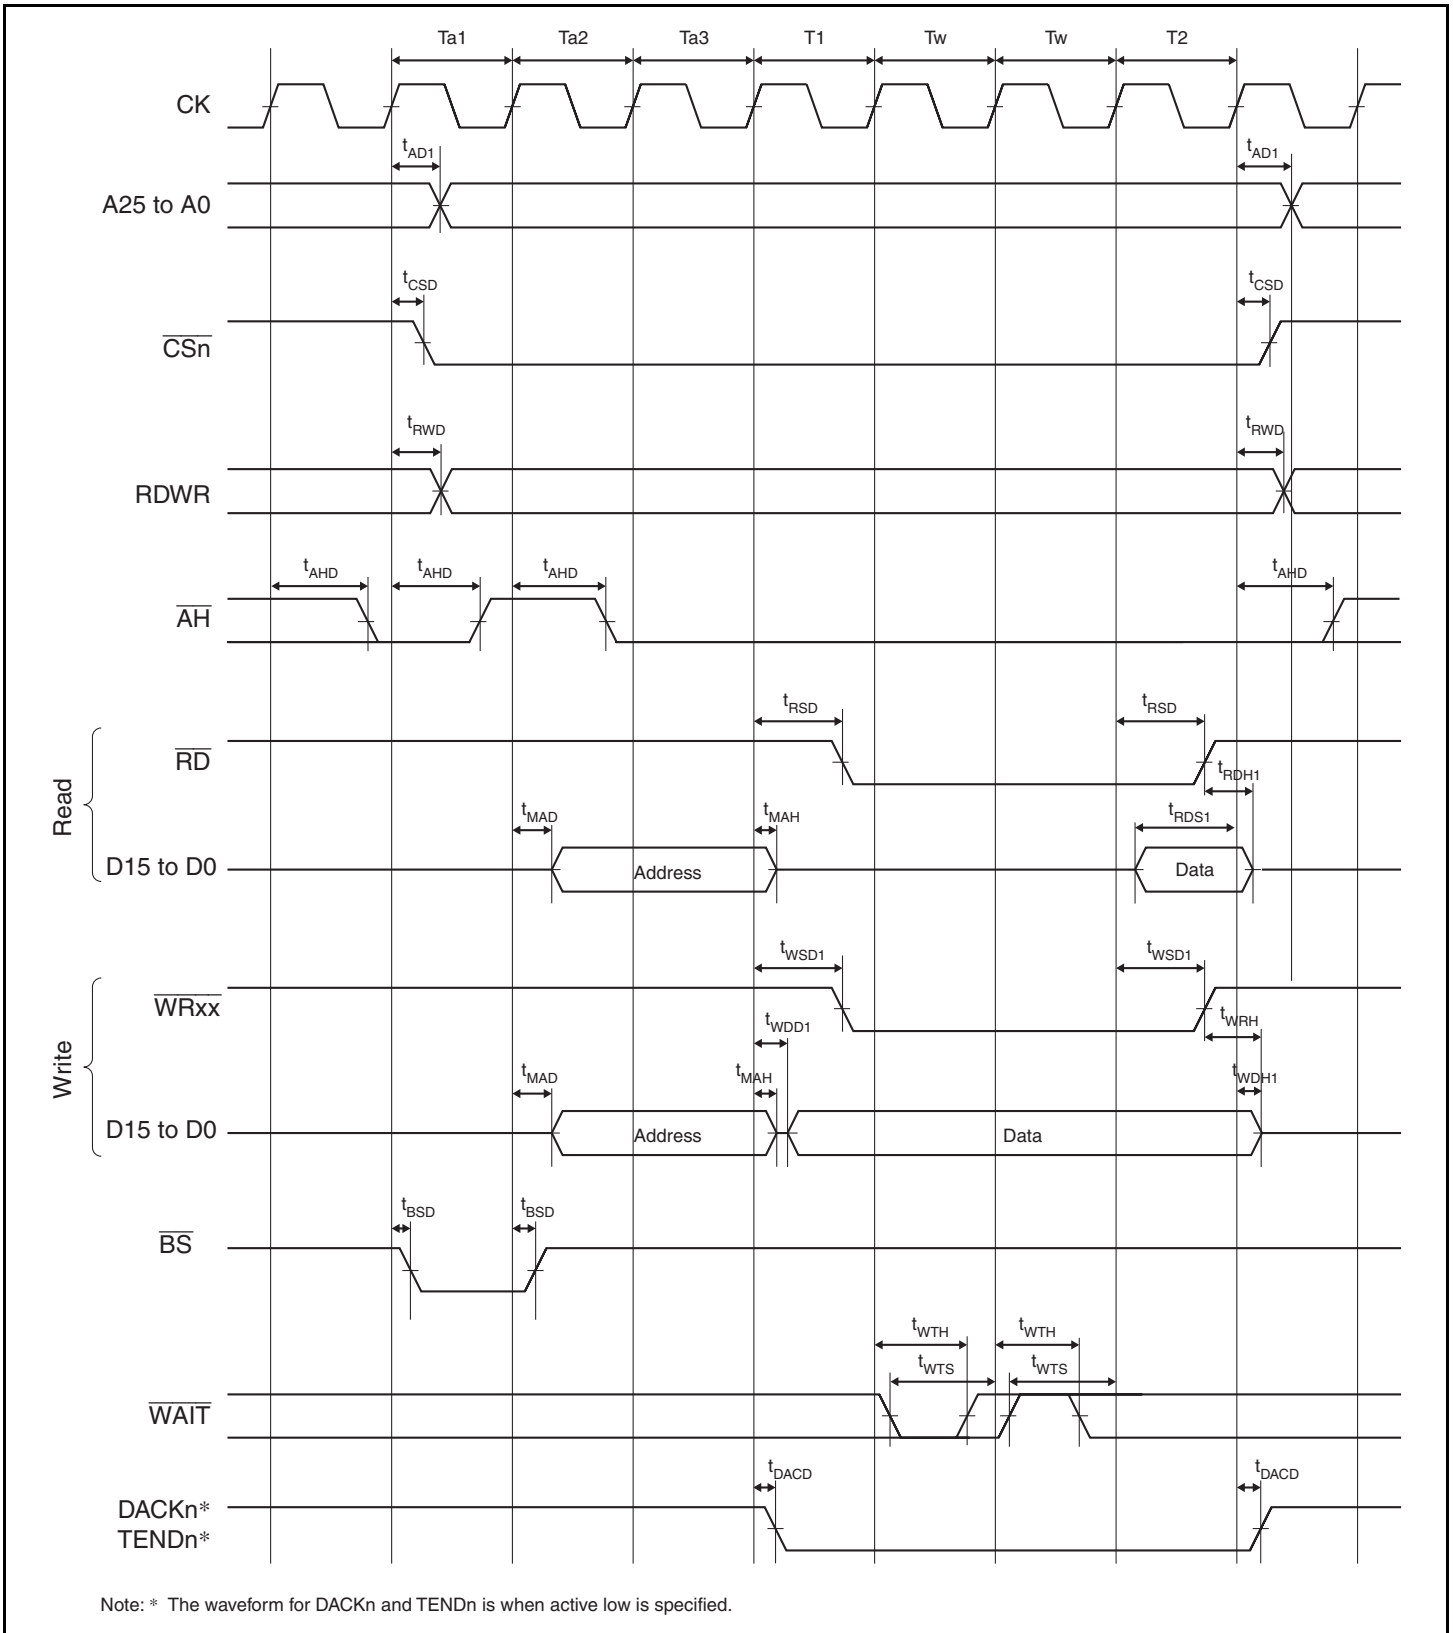 Ta1 Ta2 Ta3 T1 Tw Tw T2
CK
tAD1 tAD1
A25 to A0
tCSD tCSD
CSn
tRWD tRWD
RDWR
tAHD tAHD tAHD tAHD
AH
Read
tRSD tRSD
RD
tRDH1
tMAD tMAH tRDS1
D15 to D0 Address Data
Write
tWSD1 tWSD1
WRxx
tWDD1 tWRH
tMAD tMAH tWDH1
D15 to D0 Address Data
tBSD tBSD
BS
tWTH tWTH
tWTS tWTS
WAIT
tDACD tDACD
DACKn*
TENDn*
Note: * The waveform for DACKn and TENDn is when active low is specified.